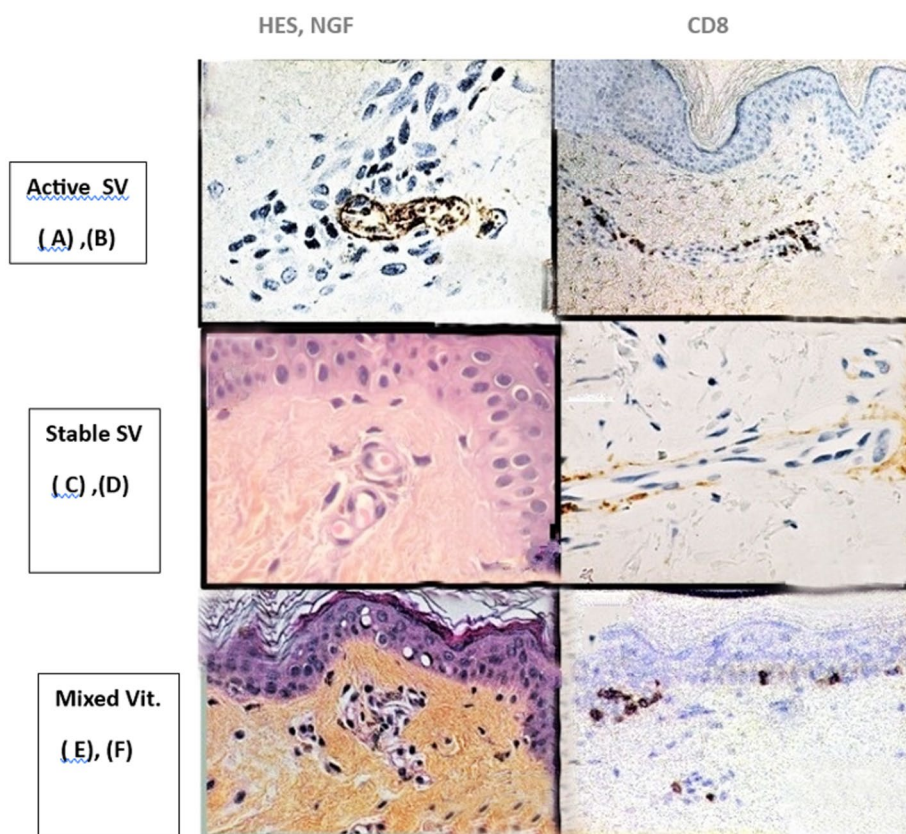 HES, NGF
CD8
Active SV
( A) ,(B)
Stable SV
( C) ,(D)
Mixed Vit.
( E), (F)